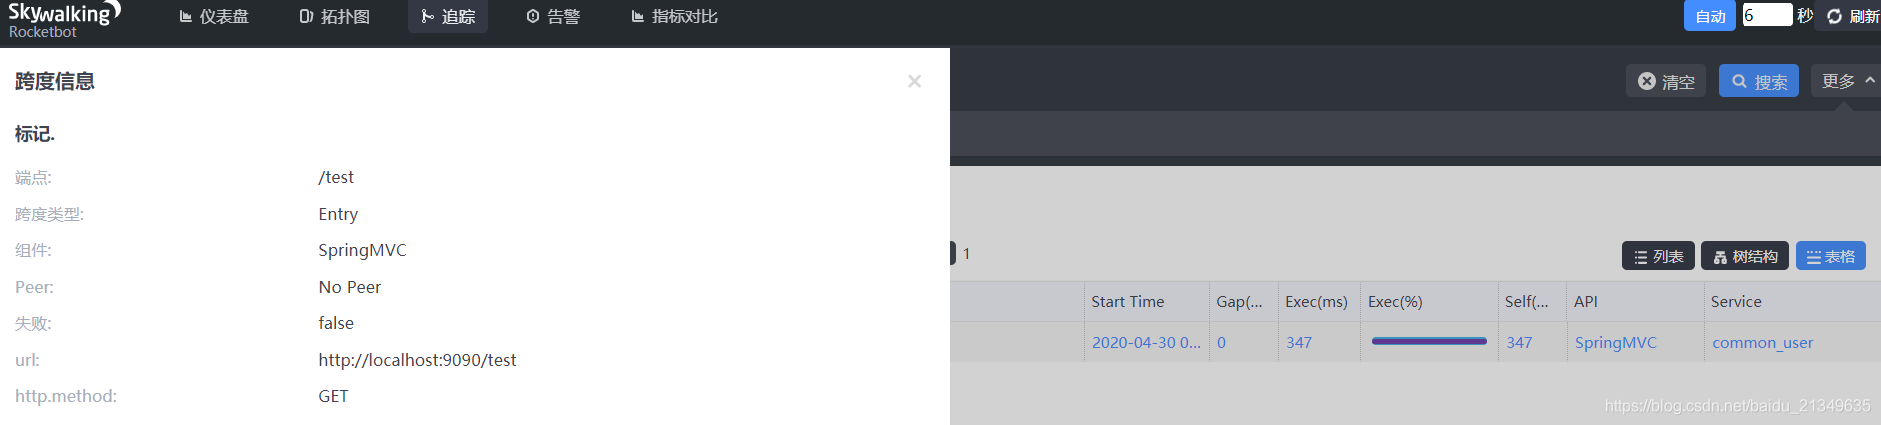 Skywalking
Rocketbot
仪表盘
拓扑图
追踪
告警
指标对比
自动
6
秒
刷新
跨度信息
×
清空
搜索
更多
标记.
端点: /test
跨度类型: Entry
组件: SpringMVC
Peer: No Peer
失败: false
url: http://localhost:9090/test
http.method: GET
1
列表
树结构
表格
Start Time Gap(... Exec(ms) Exec(%) Self(... API Service
2020-04-30 0... 0 347 347 SpringMVC common_user
https://blog.csdn.net/baidu_21349635